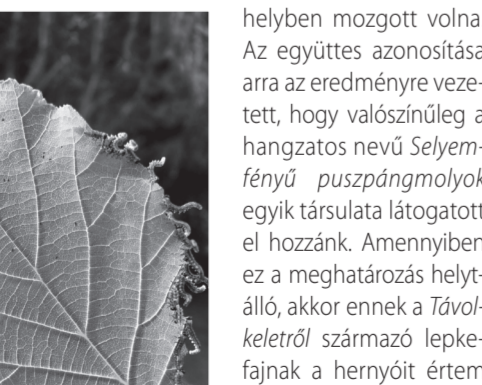 helyben mozgott volna
Az együttes azonosítása
arra az eredményre veze-
tett, hogy valószínűleg a
hangzatos nevű Selyem-
fényű puszpángmolyok
egyik társulata látogatott
el hozzánk. Amennyiben
ez a meghatározás helyt-
álló, akkor ennek a Távol-
keletről származó lepke-
fajnak a hernyóit értem